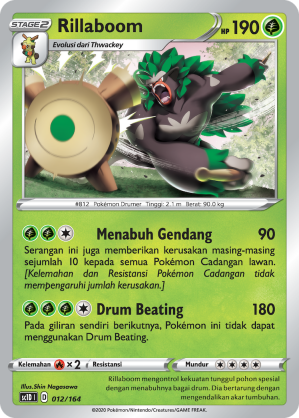 STAGE2 Rillaboom HP 190
Evolusi dari Thwackey
#812 Pokémon Drumer Tinggi: 2.1 m Berat: 90.0 kg
Menabuh Gendang 90
Serangan ini juga memberikan kerusakan masing-masing
sejumlah 10 kepada semua Pokémon Cadangan lawan.
[Kelemahan dan Resistansi Pokémon Cadangan tidak
mempengaruhi jumlah kerusakan.]
Drum Beating 180
Pada giliran sendiri berikutnya, Pokémon ini tidak dapat
menggunakan Drum Beating.
Kelemahan ×2 Resistansi Mundur
Illus.Shin Nagasawa
sc1D I D 012/164
Rillaboom mengontrol kekuatan tunggul pohon spesial
dengan menabuhnya bagai drum. Dia bertarung dengan
memanfaatkan bagian akar.
©2020 Pokémon/Nintendo/Creatures/GAME FREAK.